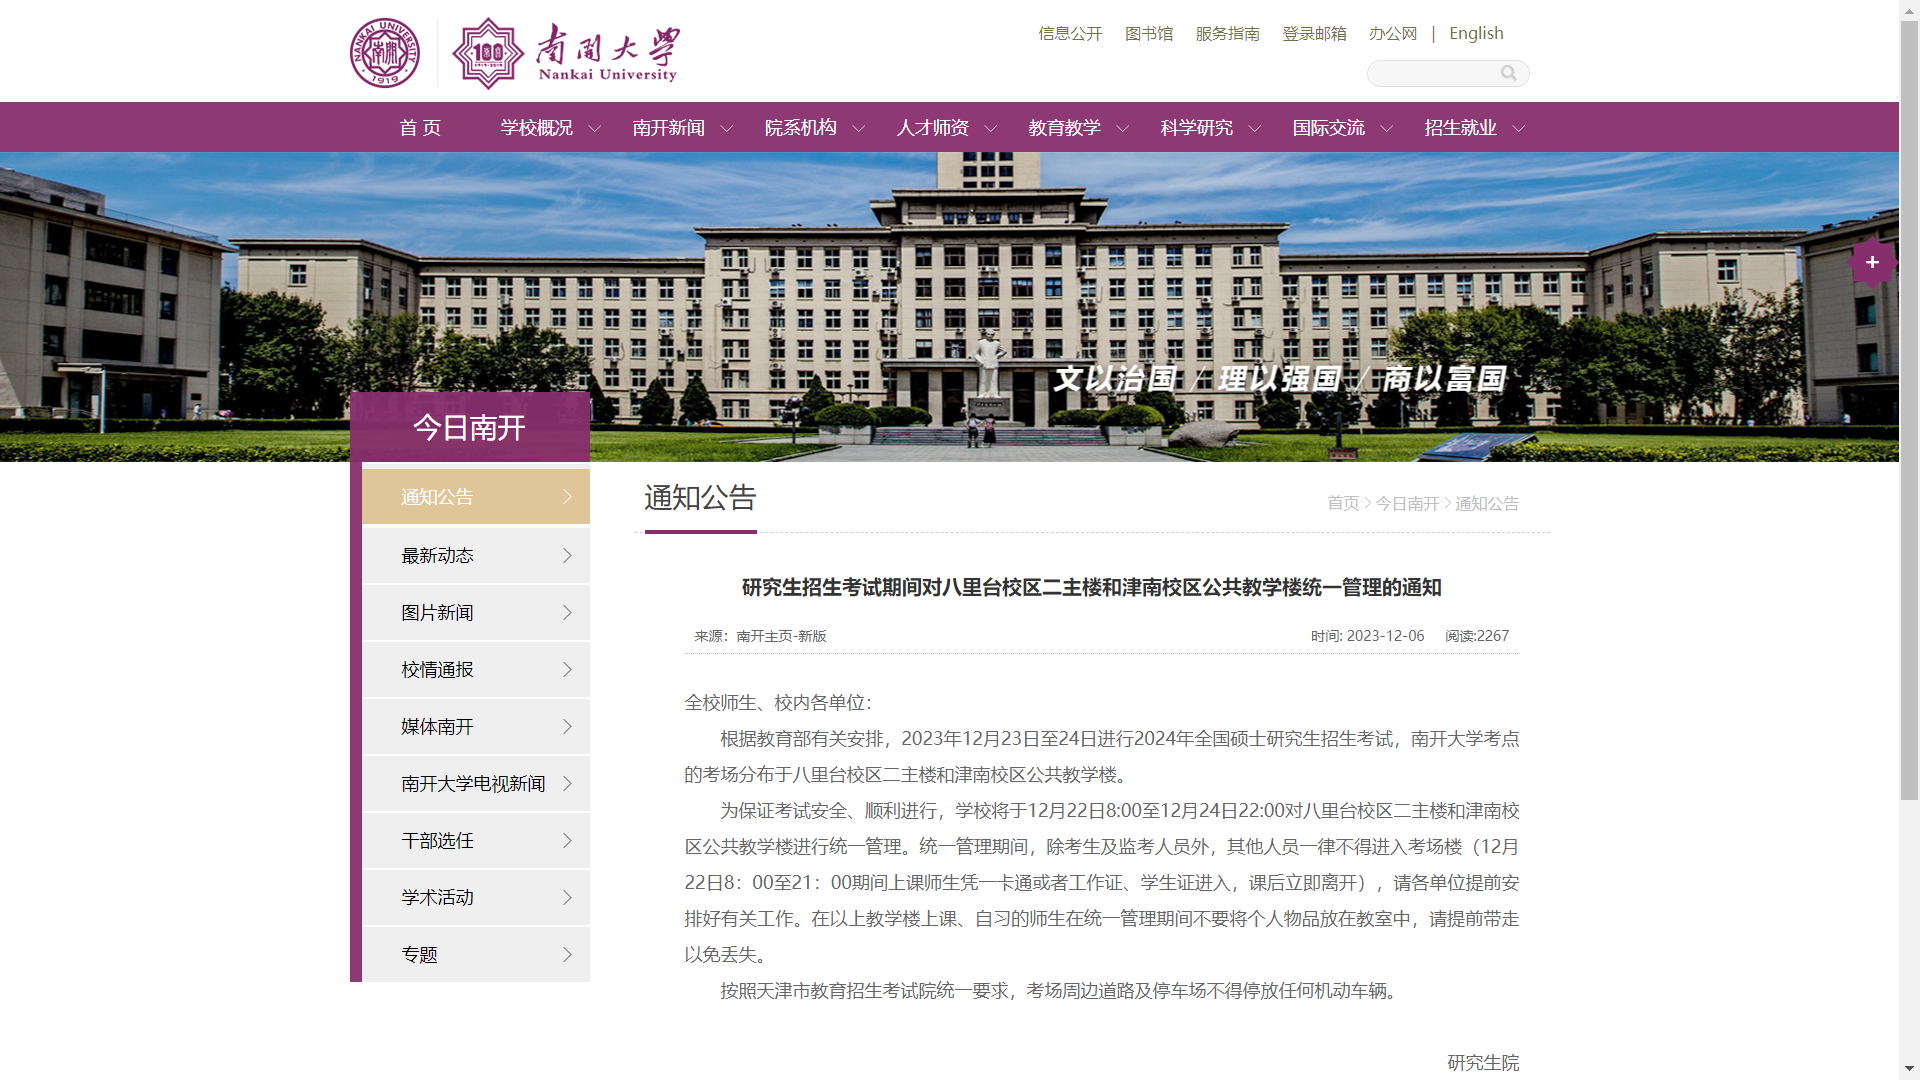 NANKAI UNIVERSITY
南開
1919
100
1919-2019
南開大学
Nankai University
信息公开 图书馆 服务指南 登录邮箱 办公网 | English
首 页 学校概况 南开新闻 院系机构 人才师资 教育教学 科学研究 国际交流 招生就业
+
文以治国 / 理以强国 / 商以富国
今日南开
通知公告
最新动态
图片新闻
校情通报
媒体南开
南开大学电视新闻
干部选任
学术活动
专题
通知公告
首页 > 今日南开 > 通知公告
研究生招生考试期间对八里台校区二主楼和津南校区公共教学楼统一管理的通知
来源：南开主页-新版 时间: 2023-12-06 阅读:2267
全校师生、校内各单位：
根据教育部有关安排，2023年12月23日至24日进行2024年全国硕士研究生招生考试，南开大学考点
的考场分布于八里台校区二主楼和津南校区公共教学楼。
为保证考试安全、顺利进行，学校将于12月22日8:00至12月24日22:00对八里台校区二主楼和津南校
区公共教学楼进行统一管理。统一管理期间，除考生及监考人员外，其他人员一律不得进入考场楼（12月
22日8：00至21：00期间上课师生凭一卡通或者工作证、学生证进入，课后立即离开），请各单位提前安
排好有关工作。在以上教学楼上课、自习的师生在统一管理期间不要将个人物品放在教室中，请提前带走
以免丢失。
按照天津市教育招生考试院统一要求，考场周边道路及停车场不得停放任何机动车辆。
研究生院